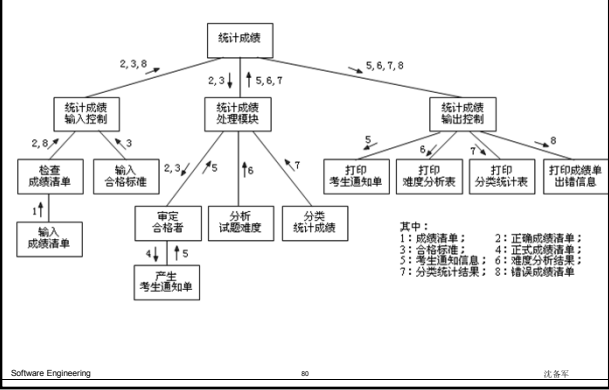 统计成绩
2,3,8
2,3
5,6,7
5,6,7,8
统计成绩
输入控制
统计成绩
处理模块
统计成绩
输出控制
2,8
3
2,3
5
6
7
5
6
7
8
检查
成绩清单
输入
合格标准
打印
考生通知单
打印
难度分析表
打印
分类统计表
打印成绩单
出错信息
1
输入
成绩清单
审定
合格者
分析
试题难度
分类
统计成绩
4
5
产生
考生通知单
其中:
1:成绩清单; 2:正确成绩清单;
3:合格标准; 4:正式成绩清单;
5:考生通知信息; 6:难度分析结果;
7:分类统计结果; 8:错误成绩清单
Software Engineering 80 沈备军